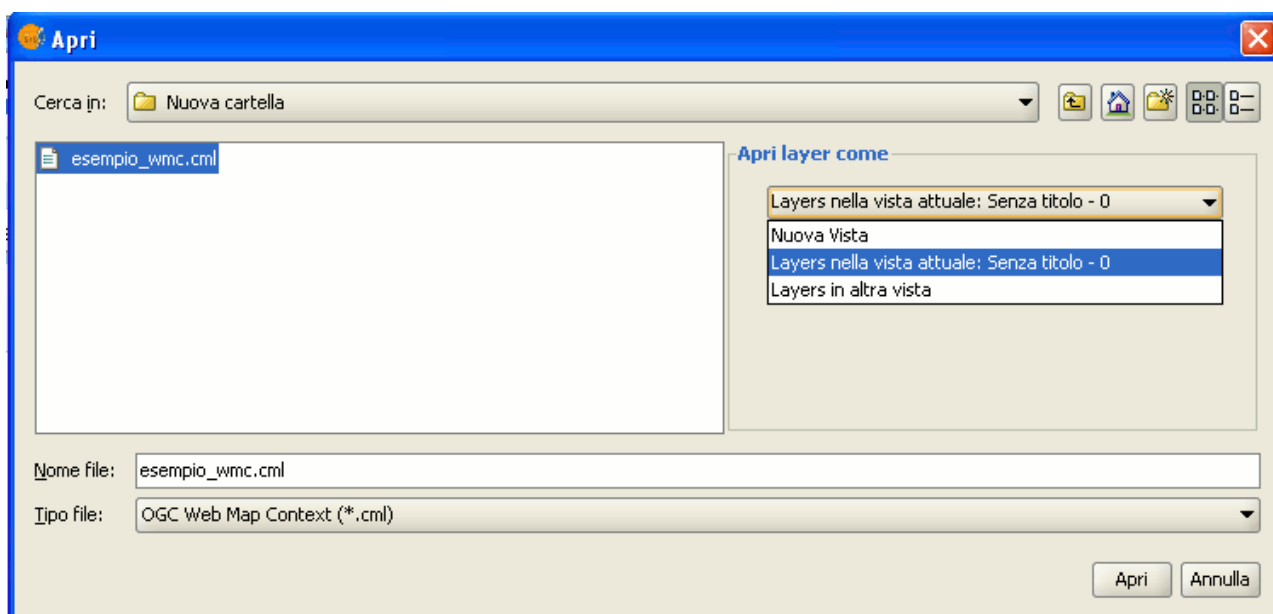 Apri
Cerca in: Nuova cartella
esempio_wmc.cml
Apri layer come
Layers nella vista attuale: Senza titolo - 0
Nuova Vista
Layers nella vista attuale: Senza titolo - 0
Layers in altra vista
Nome file: esempio_wmc.cml
Tipo file: OGC Web Map Context (*.cml)
Apri Annulla